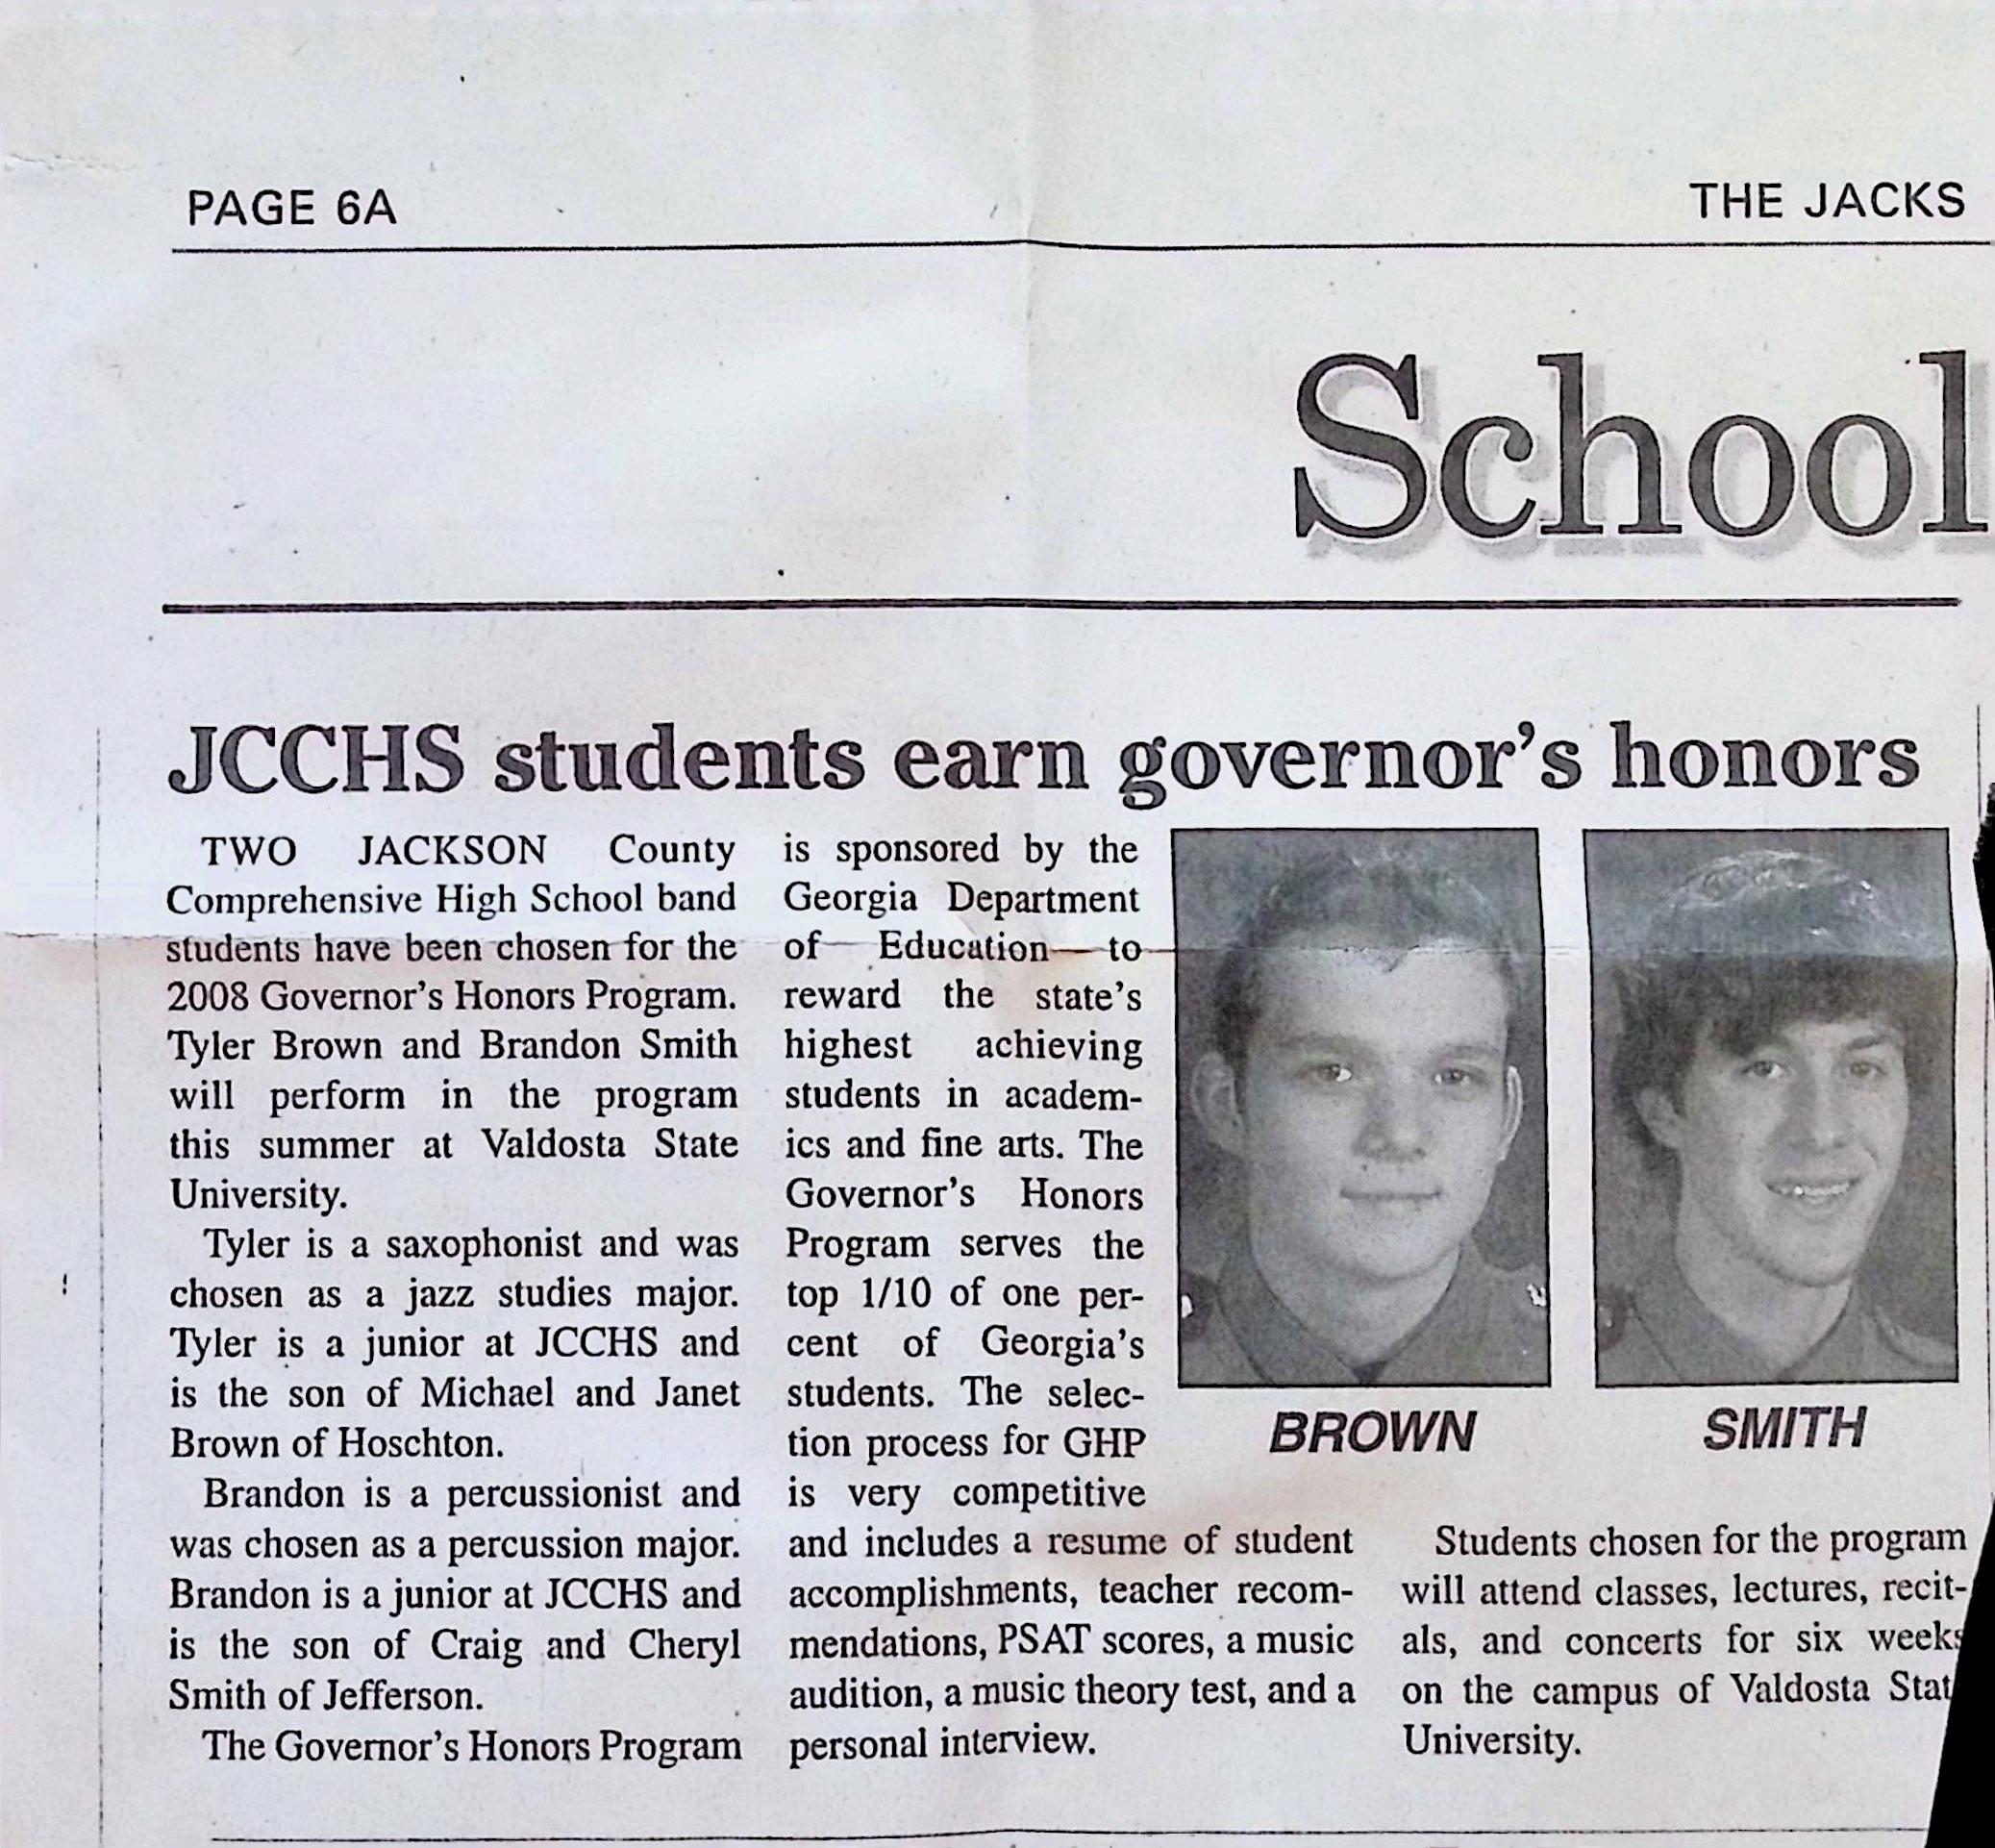 PAGE 6A
THE JACKS
School
JCCHS students earn governor's honors
TWO JACKSON County
Comprehensive High School band
students have been chosen for the
2008 Governor's Honors Program.
Tyler Brown and Brandon Smith
will perform in the program
this summer at Valdosta State
University.
Tyler is a saxophonist and was
chosen as a jazz studies major.
Tyler is a junior at JCCHS and
is the son of Michael and Janet
Brown of Hoschton.
Brandon is a percussionist and
was chosen as a percussion major.
Brandon is a junior at JCCHS and
is the son of Craig and Cheryl
Smith of Jefferson.
The Governor's Honors Program
is sponsored by the
Georgia Department
of Education to
reward the state's
highest achieving
students in academ-
ics and fine arts. The
Governor's Honors
Program serves the
top 1/10 of one per-
cent of Georgia's
students. The selec-
tion process for GHP
is very competitive
and includes a resume of student
accomplishments, teacher recom-
mendations, PSAT scores, a music
audition, a music theory test, and a
personal interview.
BROWN
SMITH
Students chosen for the program
will attend classes, lectures, recit-
als, and concerts for six weeks
on the campus of Valdosta Stat
University.